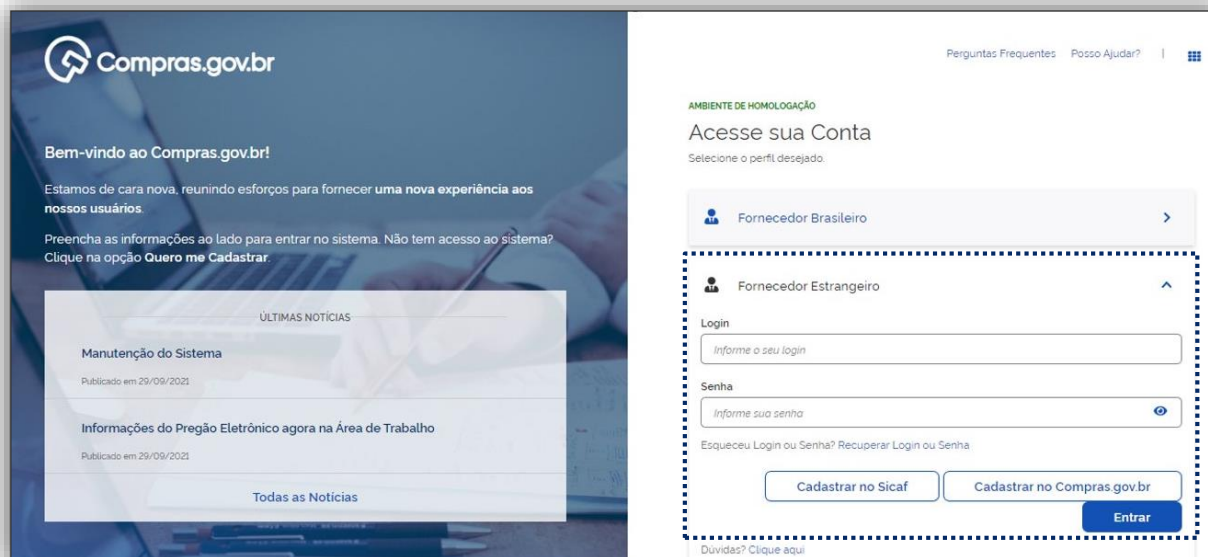 Compras.gov.br
Bem-vindo ao Compras.gov.br!
Estamos de cara nova, reunindo esforços para fornecer uma nova experiência aos
nossos usuários.
Preencha as informações ao lado para entrar no sistema. Não tem acesso ao sistema?
Clique na opção Quero me Cadastrar.
ÚLTIMAS NOTÍCIAS
Manutenção do Sistema
Publicado em 29/09/2021
Informações do Pregão Eletrônico agora na Área de Trabalho
Publicado em 29/09/2021
Todas as Notícias
Perguntas Frequentes Posso Ajudar? |
AMBIENTE DE HOMOLOGAÇÃO
Acesse sua Conta
Selecione o perfil desejado.
Fornecedor Brasileiro
Fornecedor Estrangeiro
Login
Informe o seu login
Senha
Informe sua senha
Esqueceu Login ou Senha? Recuperar Login ou Senha
Cadastrar no Sicaf Cadastrar no Compras.gov.br
Entrar
Dúvidas? Clique aqui